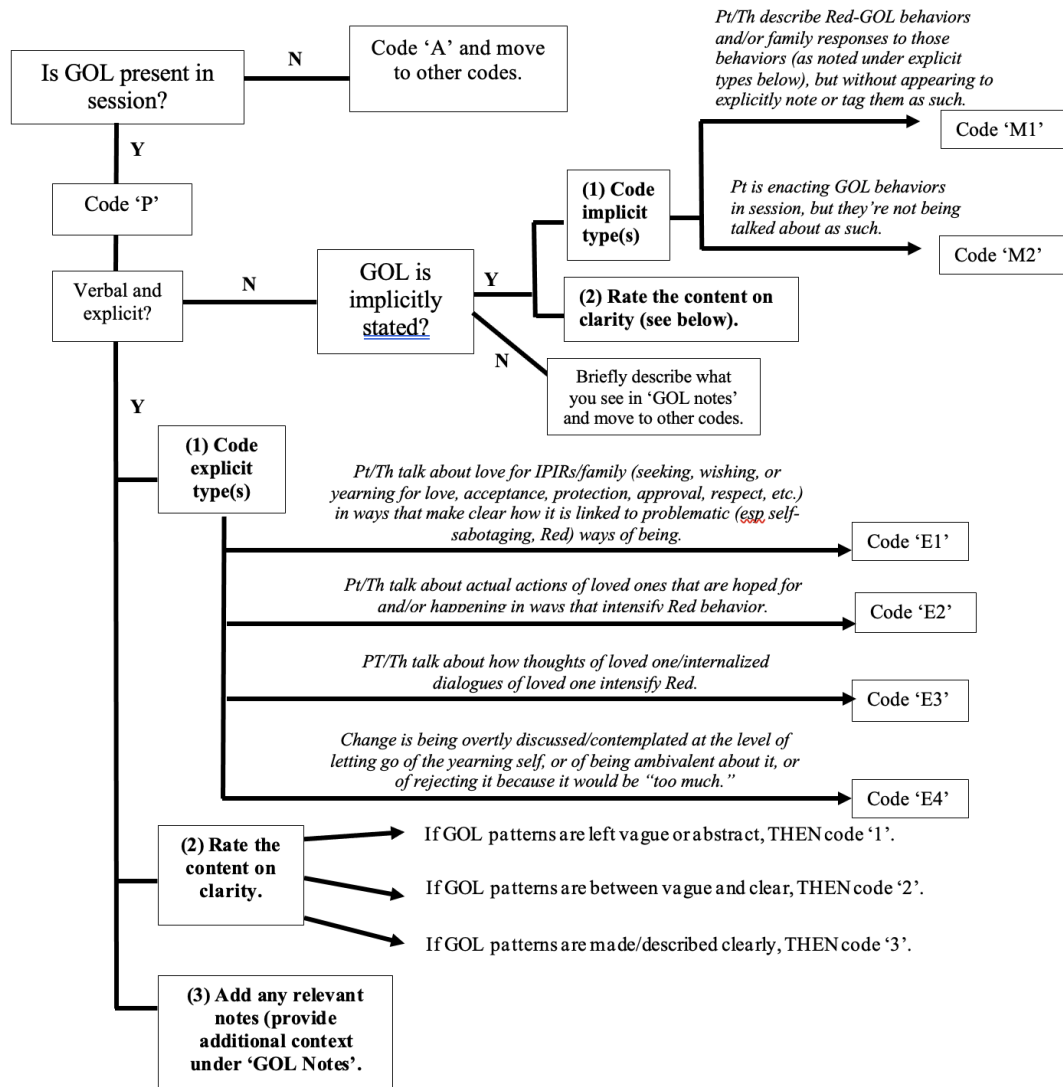 Is GOL present in
session?
N
Code ‘A’ and move
to other codes.
Pt/Th describe Red-GOL behaviors
and/or family responses to those
behaviors (as noted under explicit
types below), but without appearing to
explicitly note or tag them as such.
Code ‘M1’
Y
Code ‘P’
(1) Code
implicit
type(s)
Pt is enacting GOL behaviors
in session, but they’re not being
talked about as such.
Code ‘M2’
Verbal and
explicit?
N
GOL is
implicitly
stated?
Y
(2) Rate the content on
clarity (see below).
N
Briefly describe what
you see in ‘GOL notes’
and move to other codes.
Y
(1) Code
explicit
type(s)
Pt/Th talk about love for IPIRs/family (seeking, wishing, or
yearning for love, acceptance, protection, approval, respect, etc.)
in ways that make clear how it is linked to problematic (esp self-
sabotaging, Red) ways of being.
Code ‘E1’
Pt/Th talk about actual actions of loved ones that are hoped for
and/or happening in ways that intensify Red behavior.
Code ‘E2’
PT/Th talk about how thoughts of loved one/internalized
dialogues of loved one intensify Red.
Code ‘E3’
Change is being overtly discussed/contemplated at the level of
letting go of the yearning self, or of being ambivalent about it, or
of rejecting it because it would be “too much.”
Code ‘E4’
(2) Rate the
content on
clarity.
If GOL patterns are left vague or abstract, THEN code ‘1’.
If GOL patterns are between vague and clear, THEN code ‘2’.
If GOL patterns are made/described clearly, THEN code ‘3’.
(3) Add any relevant
notes (provide
additional context
under ‘GOL Notes’.